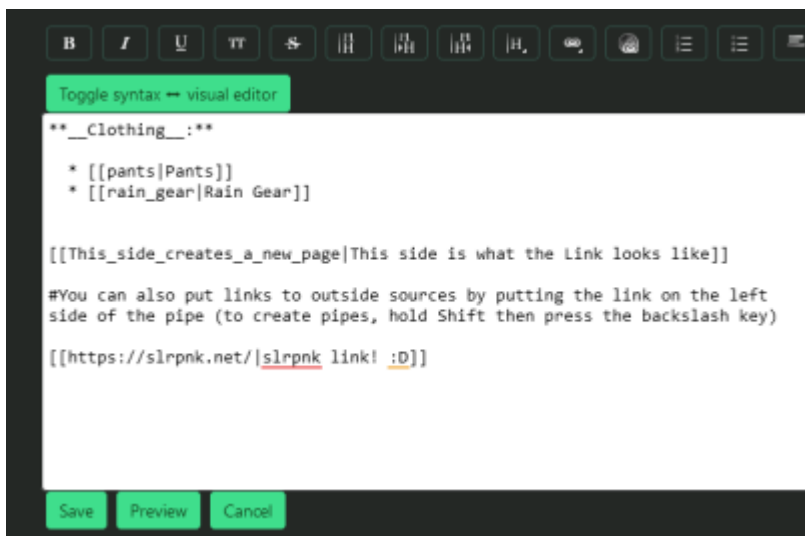 B I U TT S H H H H
Toggle syntax ↔ visual editor
**__Clothing__:**
* [[pants|Pants]]
* [[rain_gear|Rain Gear]]
[[This_side_creates_a_new_page|This side is what the Link looks like]]
#You can also put links to outside sources by putting the link on the left
side of the pipe (to create pipes, hold Shift then press the backslash key)
[[https://slrpnk.net/|slrpnk link! :D]]
Save Preview Cancel